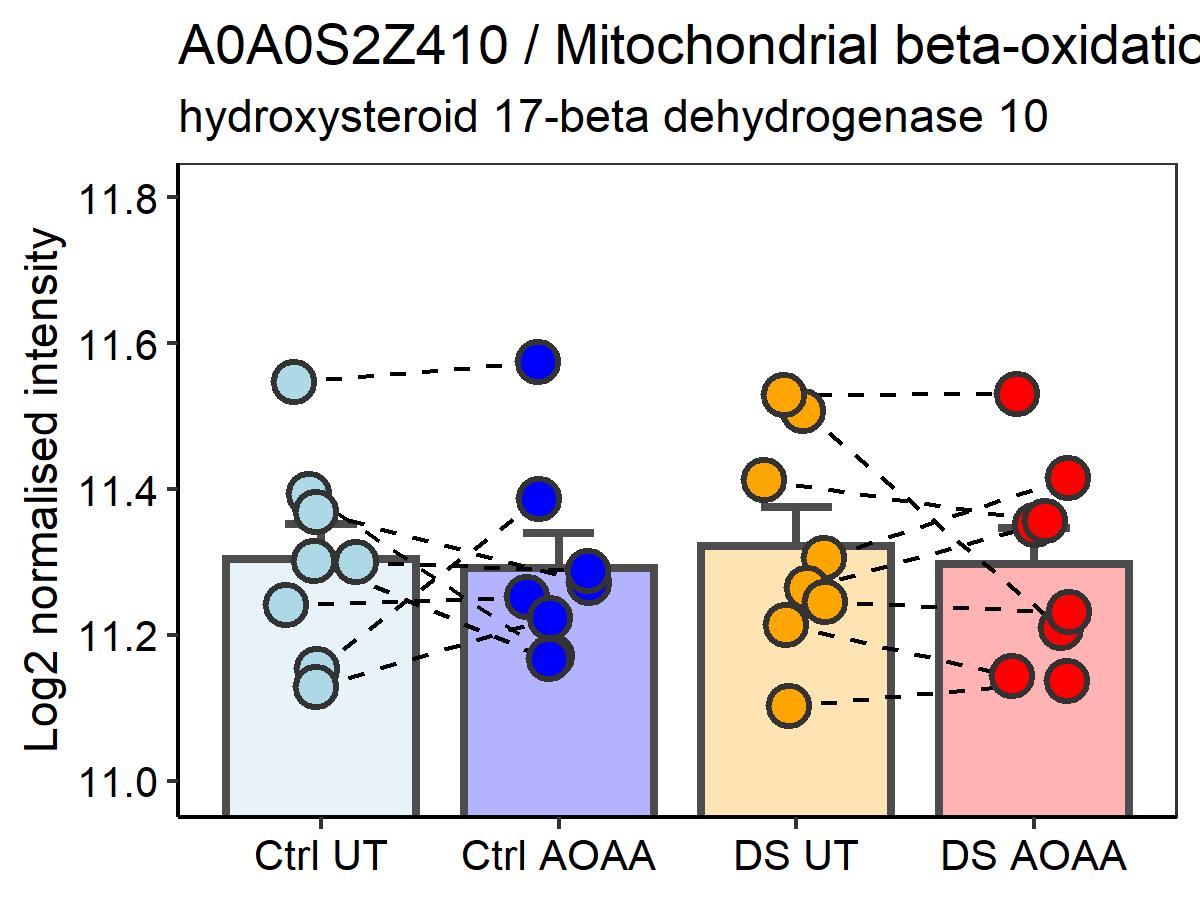 A0A0S2Z410 / Mitochondrial beta-oxidatio
hydroxysteroid 17-beta dehydrogenase 10
Log2 normalised intensity
11.8
11.6
11.4
11.2
11.0
Ctrl UT
Ctrl AOAA
DS UT
DS AOAA